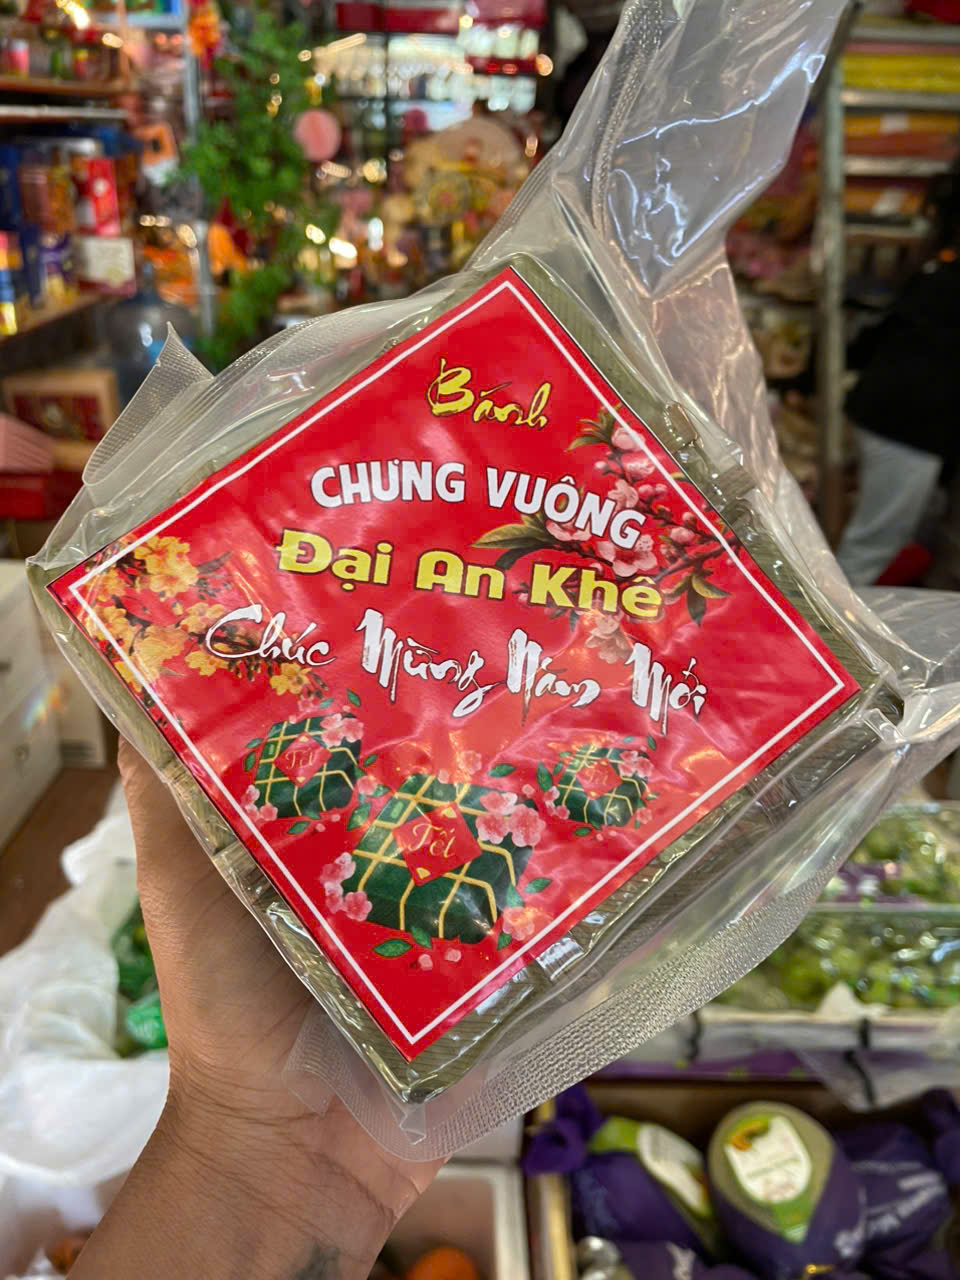 Bánh
CHƯNG VUÔNG
Đại An Khê
Chúc Mừng Năm Mới
Tết
Tết
Tết